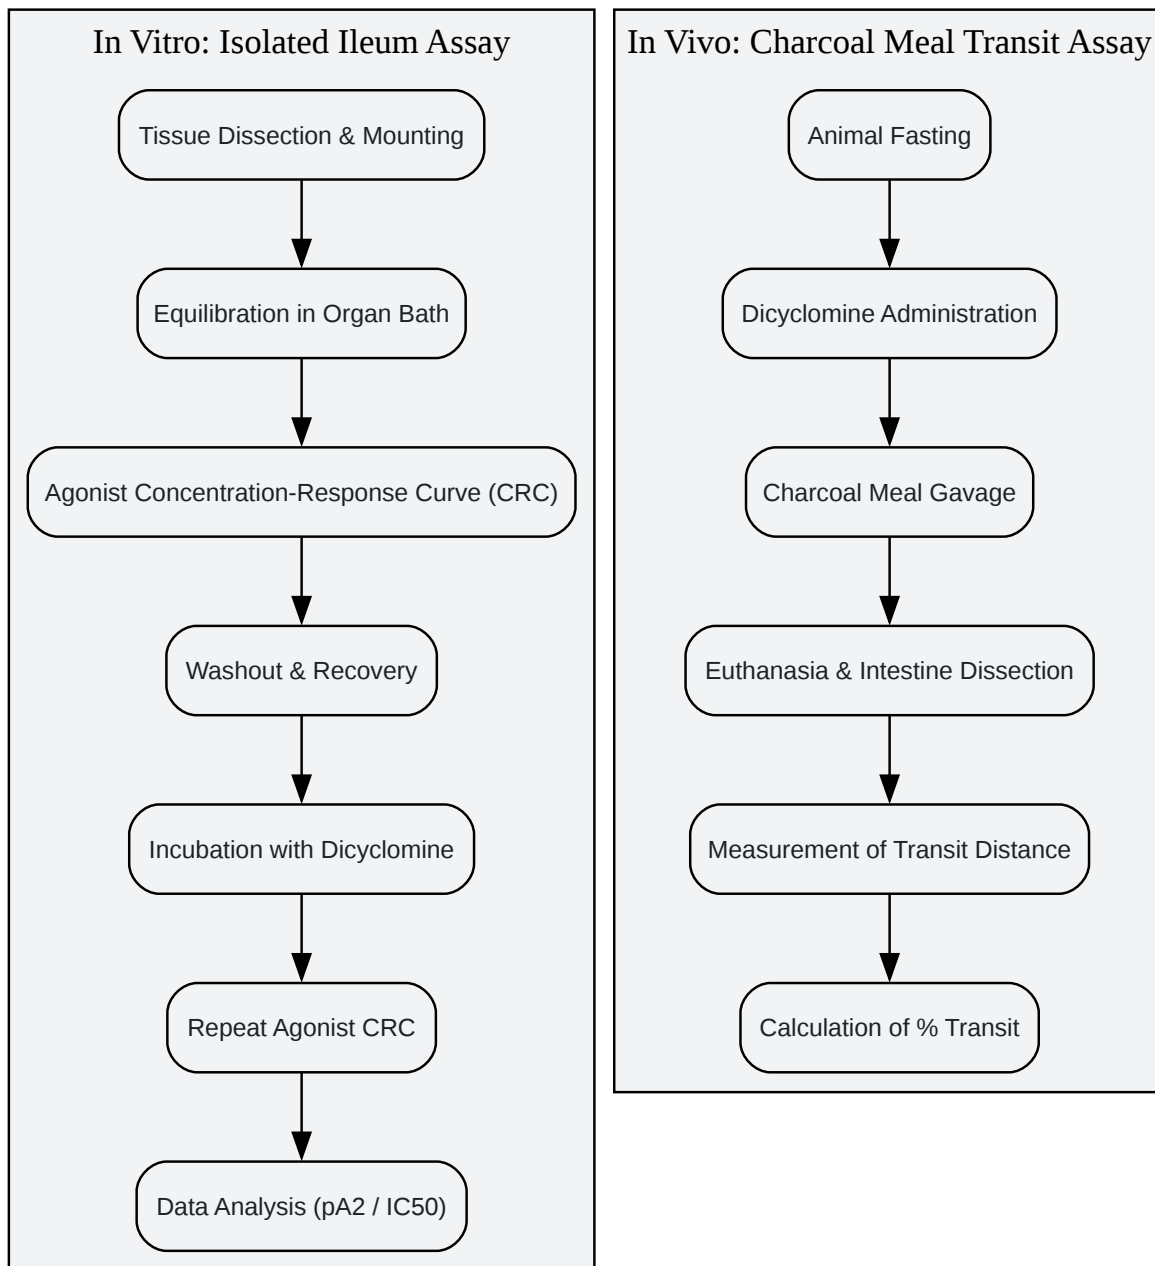 In Vitro: Isolated Ileum Assay
Tissue Dissection & Mounting
Equilibration in Organ Bath
Agonist Concentration-Response Curve (CRC)
Washout & Recovery
Incubation with Dicyclomine
Repeat Agonist CRC
Data Analysis (pA2 / IC50)
In Vivo: Charcoal Meal Transit Assay
Animal Fasting
Dicyclomine Administration
Charcoal Meal Gavage
Euthanasia & Intestine Dissection
Measurement of Transit Distance
Calculation of % Transit